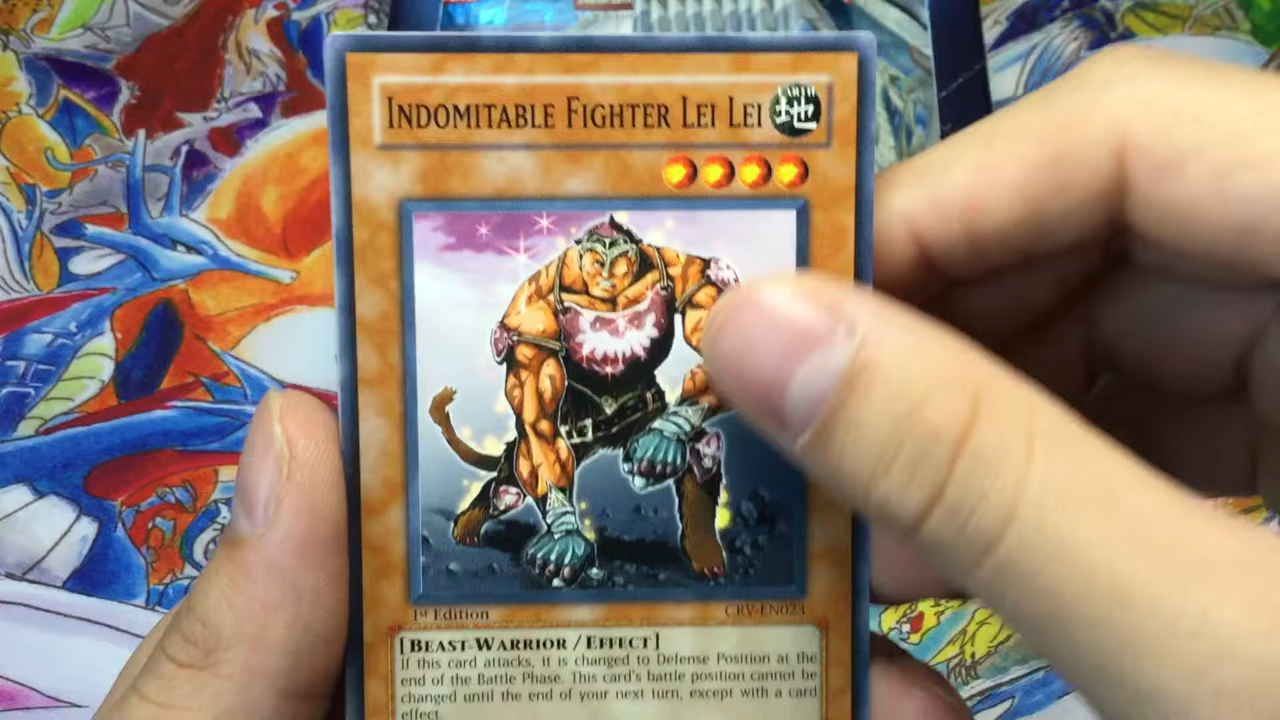 INDOMITABLE FIGHTER LEI LEI
EARTH
地
1st Edition
CRV-EN023
[BEAST-WARRIOR / EFFECT]
If this card attacks, it is changed to Defense Position at the
end of the Battle Phase. This card's battle position cannot be
changed until the end of your next turn, except with a card
effect.